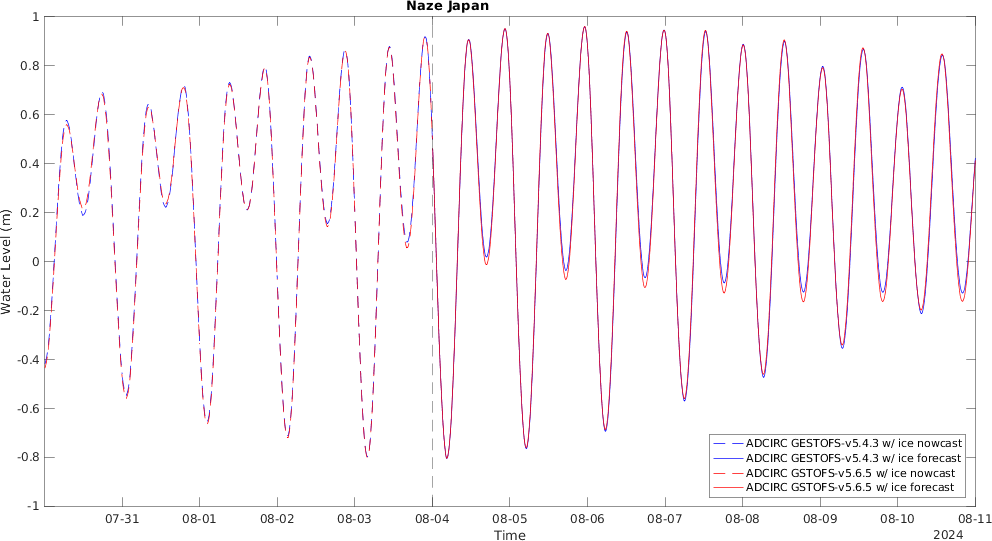 Naze Japan
1
0.8
0.6
0.4
0.2
0
-0.2
-0.4
-0.6
-0.8
-1
Water Level (m)
ADCIRC GESTOFS-v5.4.3 w/ ice nowcast
ADCIRC GESTOFS-v5.4.3 w/ ice forecast
ADCIRC GSTOFS-v5.6.5 w/ ice nowcast
ADCIRC GSTOFS-v5.6.5 w/ ice forecast
07-31 08-01 08-02 08-03 08-04 08-05 08-06 08-07 08-08 08-09 08-10 08-11
Time
2024